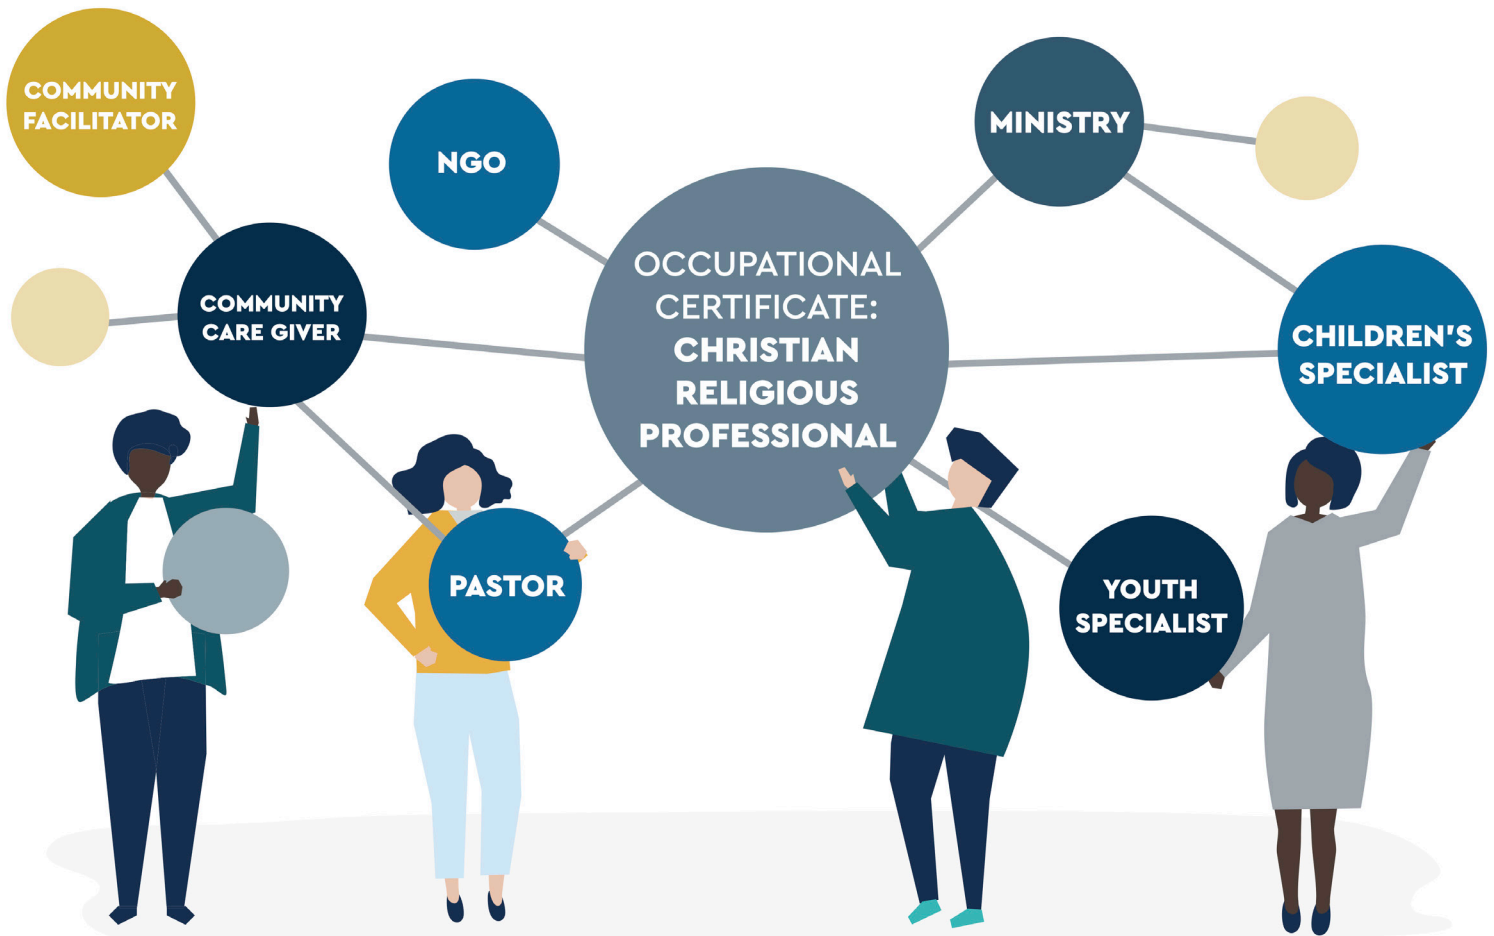 COMMUNITY
FACILITATOR
NGO
MINISTRY
OCCUPATIONAL
CERTIFICATE:
CHRISTIAN
RELIGIOUS
PROFESSIONAL
COMMUNITY
CARE GIVER
CHILDREN'S
SPECIALIST
PASTOR
YOUTH
SPECIALIST